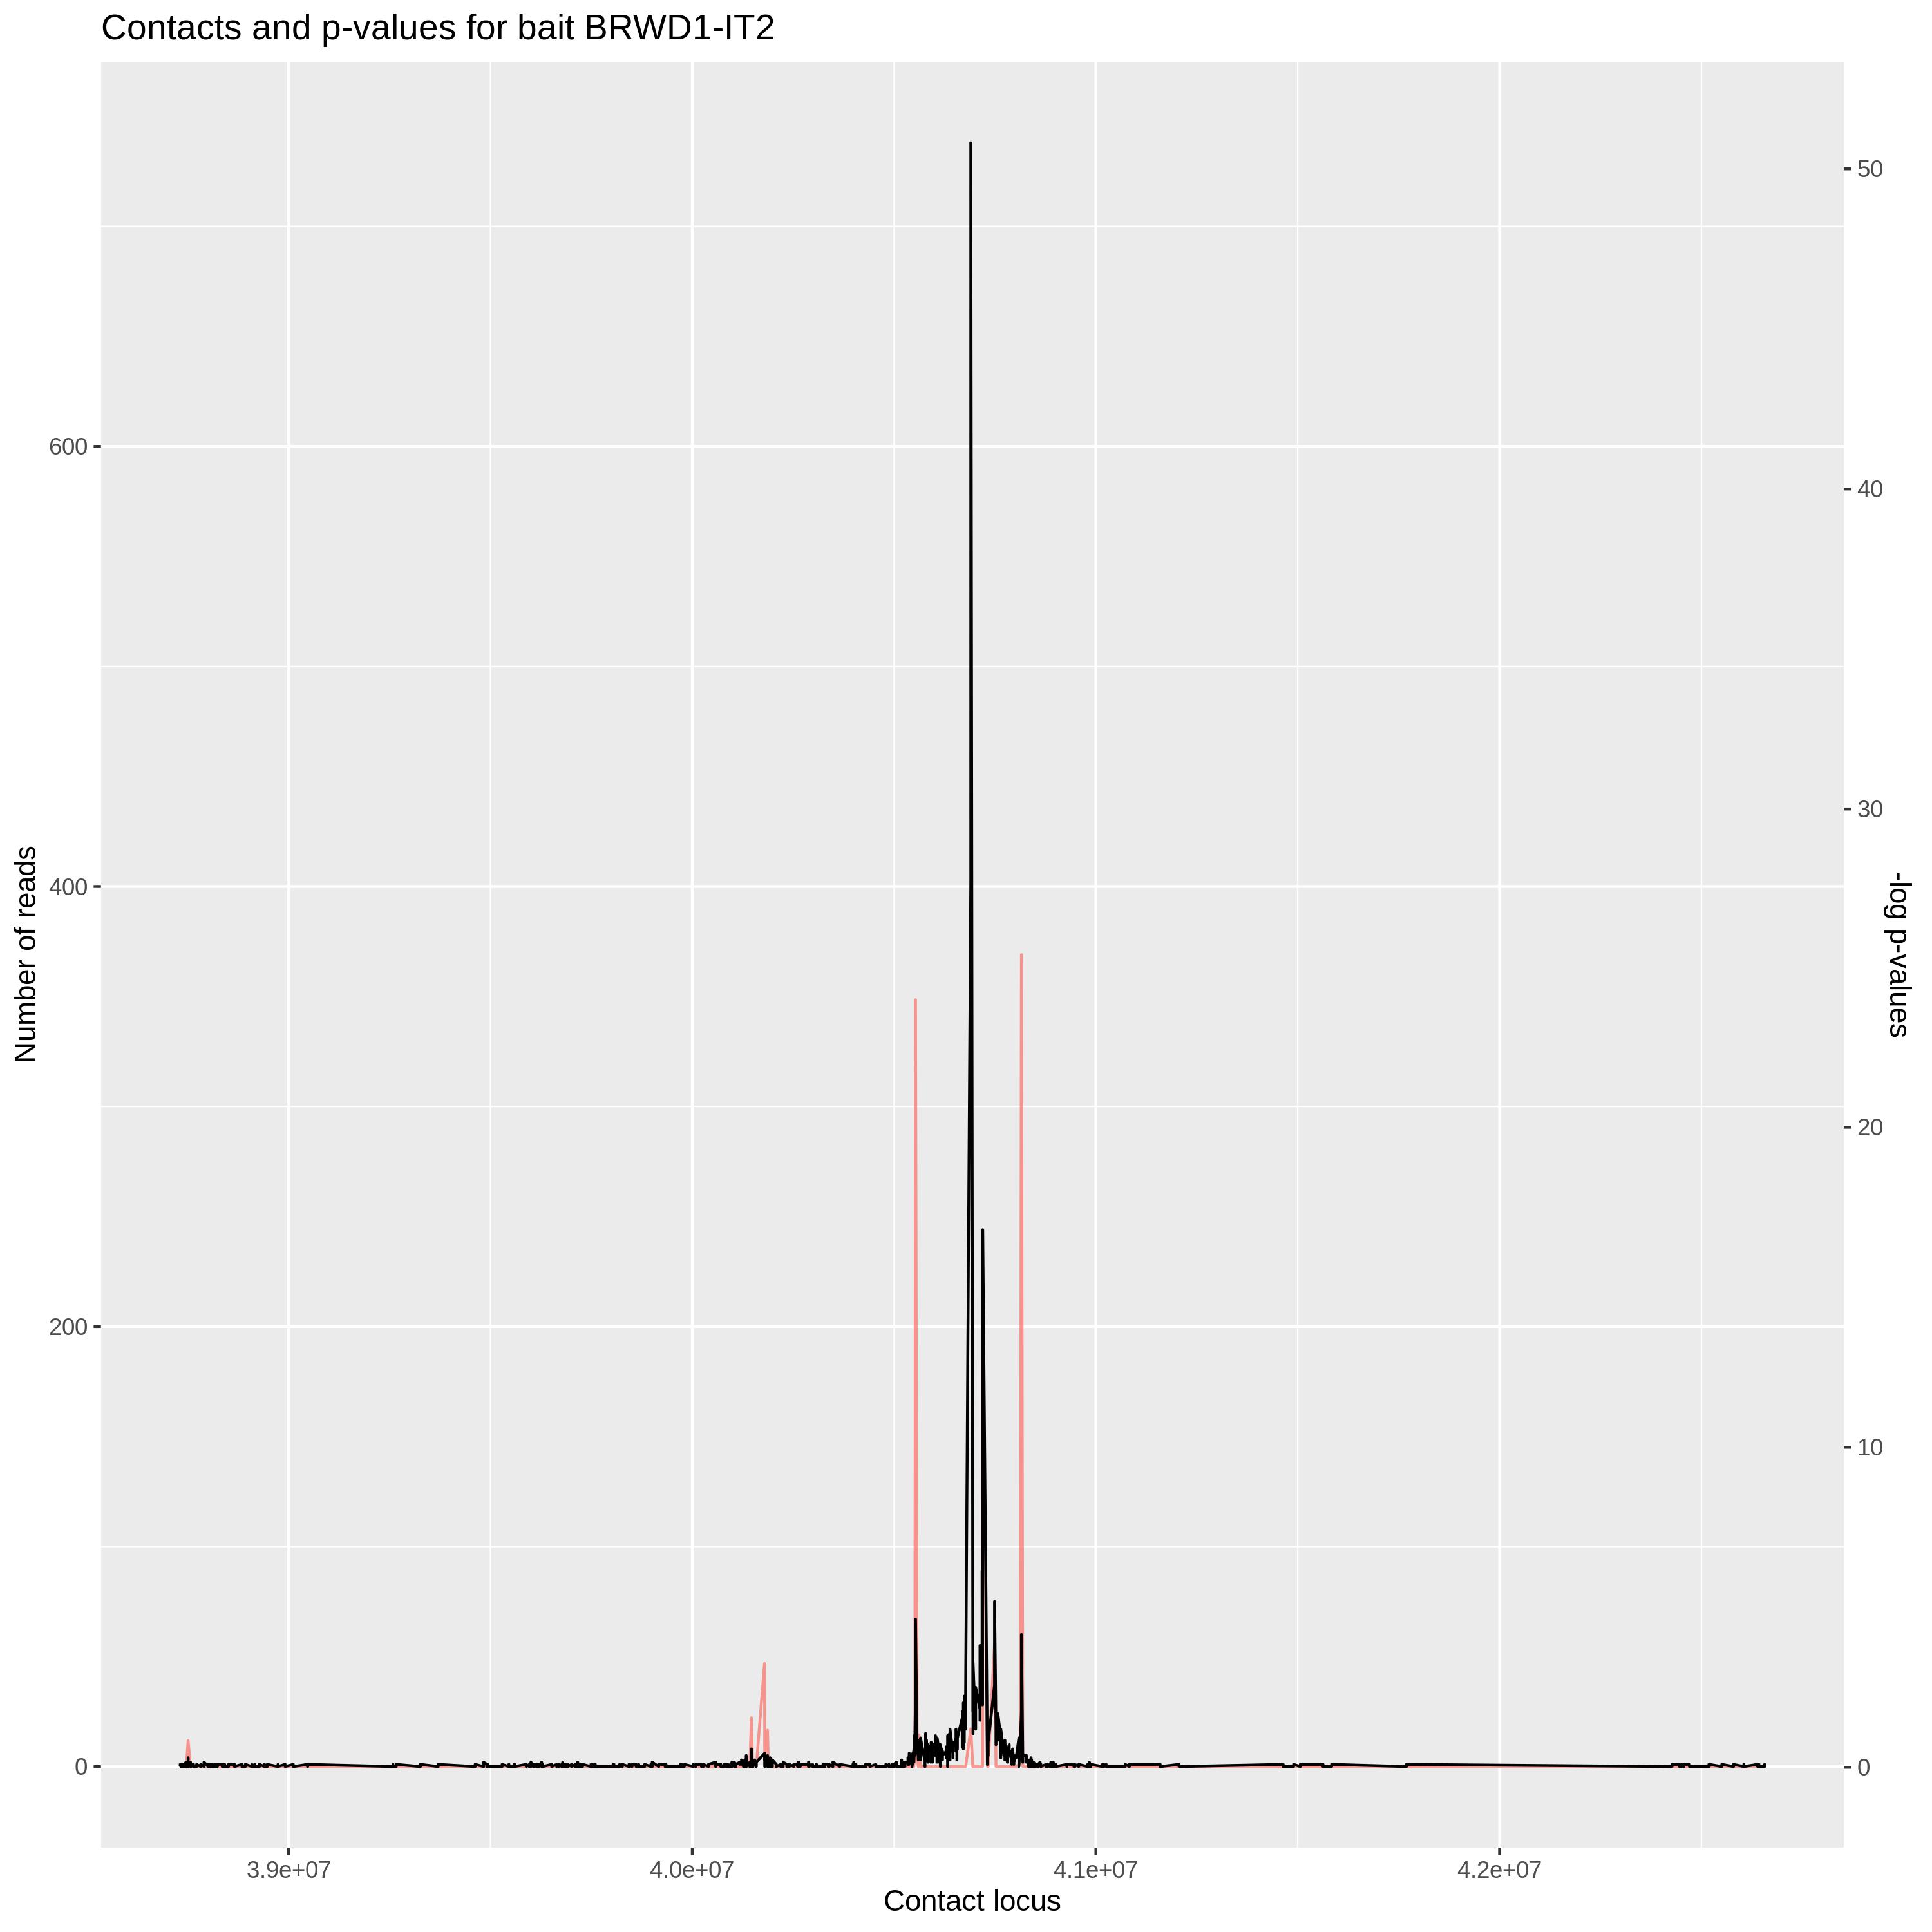 Contacts and p-values for bait BRWD1-IT2
Number of reads
600
400
200
0
50
40
30
20
10
0
-log p-values
3.9e+07
4.0e+07
4.1e+07
4.2e+07
Contact locus